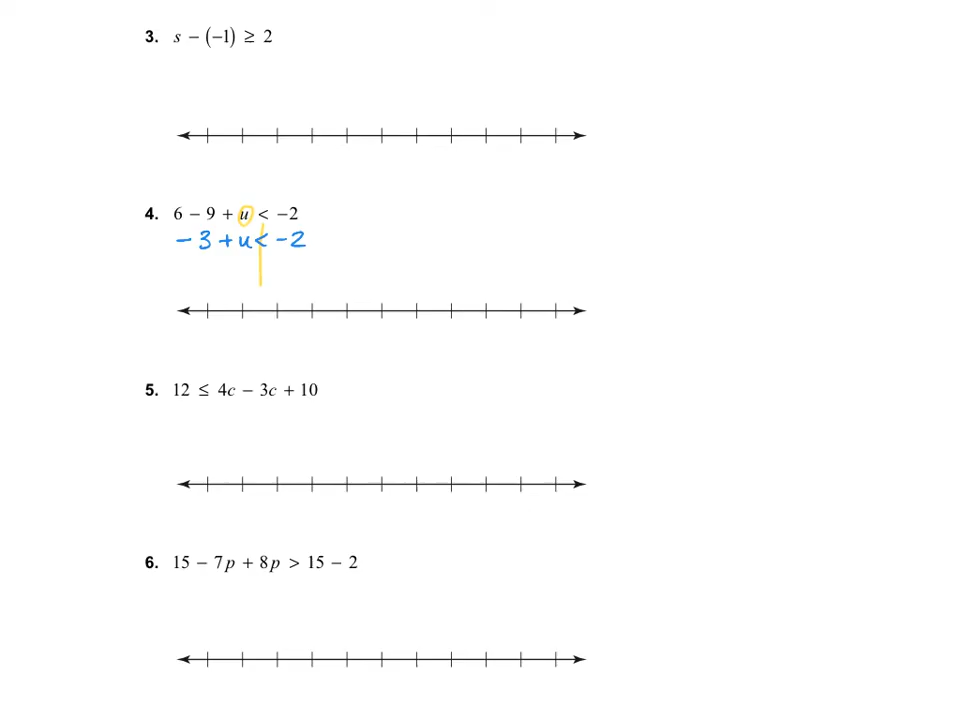 3. s − (−1) ≥ 2
4. 6 − 9 + u < −2
−3 + u < −2
5. 12 ≤ 4c − 3c + 10
6. 15 − 7p + 8p > 15 − 2